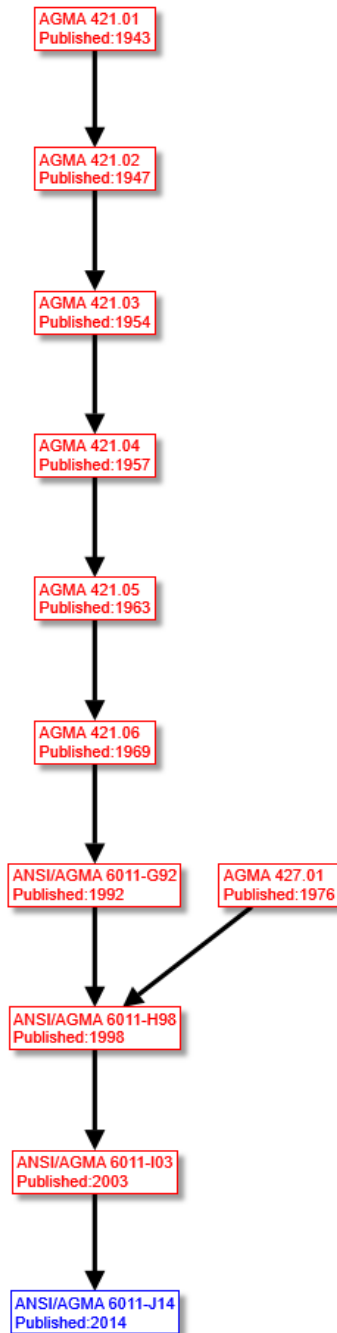 AGMA 421.01
Published:1943
AGMA 421.02
Published:1947
AGMA 421.03
Published:1954
AGMA 421.04
Published:1957
AGMA 421.05
Published:1963
AGMA 421.06
Published:1969
ANSI/AGMA 6011-G92
Published:1992
AGMA 427.01
Published:1976
ANSI/AGMA 6011-H98
Published:1998
ANSI/AGMA 6011-I03
Published:2003
ANSI/AGMA 6011-J14
Published:2014